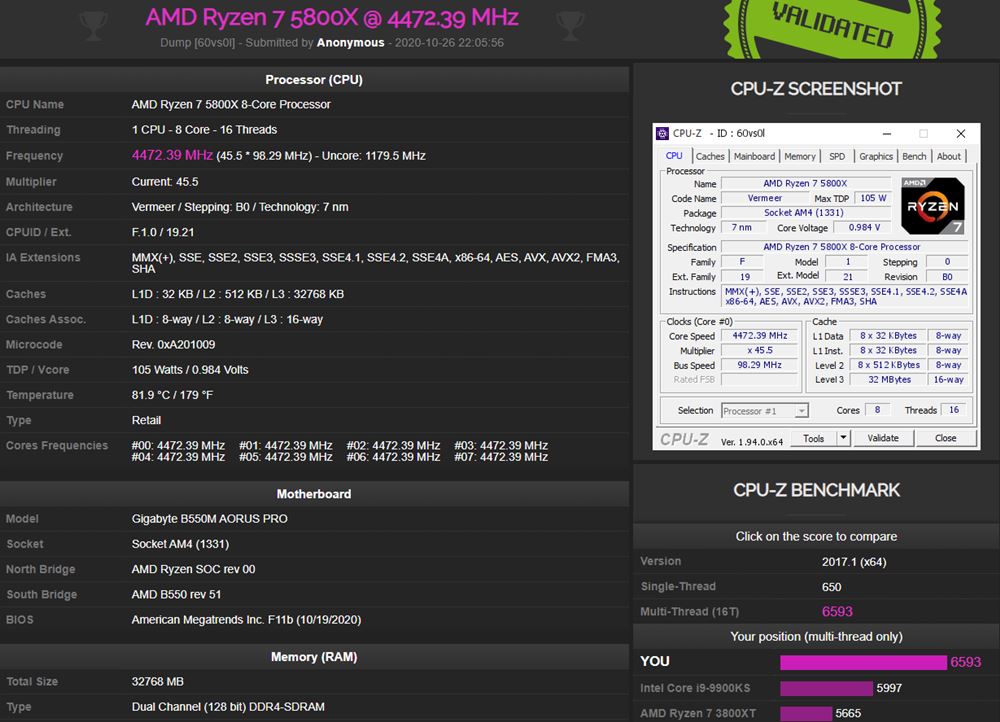 AMD Ryzen 7 5800X @ 4472.39 MHz
Dump [60vs0l] - Submitted by Anonymous - 2020-10-26 22:05:56
VALIDATED
Processor (CPU)
CPU Name AMD Ryzen 7 5800X 8-Core Processor
Threading 1 CPU - 8 Core - 16 Threads
Frequency 4472.39 MHz (45.5 * 98.29 MHz) - Uncore: 1179.5 MHz
Multiplier Current: 45.5
Architecture Vermeer / Stepping: B0 / Technology: 7 nm
CPUID / Ext. F.1.0 / 19.21
IA Extensions MMX(+), SSE, SSE2, SSE3, SSSE3, SSE4.1, SSE4.2, SSE4A, x86-64, AES, AVX, AVX2, FMA3,
SHA
Caches L1D : 32 KB / L2 : 512 KB / L3 : 32768 KB
Caches Assoc. L1D : 8-way / L2 : 8-way / L3 : 16-way
Microcode Rev. 0xA201009
TDP / Vcore 105 Watts / 0.984 Volts
Temperature 81.9 °C / 179 °F
Type Retail
Cores Frequencies #00: 4472.39 MHz #01: 4472.39 MHz #02: 4472.39 MHz #03: 4472.39 MHz
#04: 4472.39 MHz #05: 4472.39 MHz #06: 4472.39 MHz #07: 4472.39 MHz
Motherboard
Model Gigabyte B550M AORUS PRO
Socket Socket AM4 (1331)
North Bridge AMD Ryzen SOC rev 00
South Bridge AMD B550 rev 51
BIOS American Megatrends Inc. F11b (10/19/2020)
Memory (RAM)
Total Size 32768 MB
Type Dual Channel (128 bit) DDR4-SDRAM
CPU-Z SCREENSHOT
CPU-Z - ID : 60vs0l
CPU Caches Mainboard Memory SPD Graphics Bench About
Processor
Name AMD Ryzen 7 5800X
Code Name Vermeer Max TDP 105 W
Package Socket AM4 (1331)
Technology 7 nm Core Voltage 0.984 V
AMD
RYZEN
7
Specification AMD Ryzen 7 5800X 8-Core Processor
Family F Model 1 Stepping 0
Ext. Family 19 Ext. Model 21 Revision B0
Instructions MMX(+), SSE, SSE2, SSE3, SSSE3, SSE4.1, SSE4.2, SSE4A
x86-64, AES, AVX, AVX2, FMA3, SHA
Clocks (Core #0) Cache
Core Speed 4472.39 MHz L1 Data 8 x 32 KBytes 8-way
Multiplier x 45.5 L1 Inst. 8 x 32 KBytes 8-way
Bus Speed 98.29 MHz Level 2 8 x 512 KBytes 8-way
Rated FSB Level 3 32 MBytes 16-way
Selection Processor #1 Cores 8 Threads 16
CPU-Z Ver. 1.94.0.x64 Tools Validate Close
CPU-Z BENCHMARK
Click on the score to compare
Version 2017.1 (x64)
Single-Thread 650
Multi-Thread (16T) 6593
Your position (multi-thread only)
YOU 6593
Intel Core i9-9900KS 5997
AMD Ryzen 7 3800XT 5665